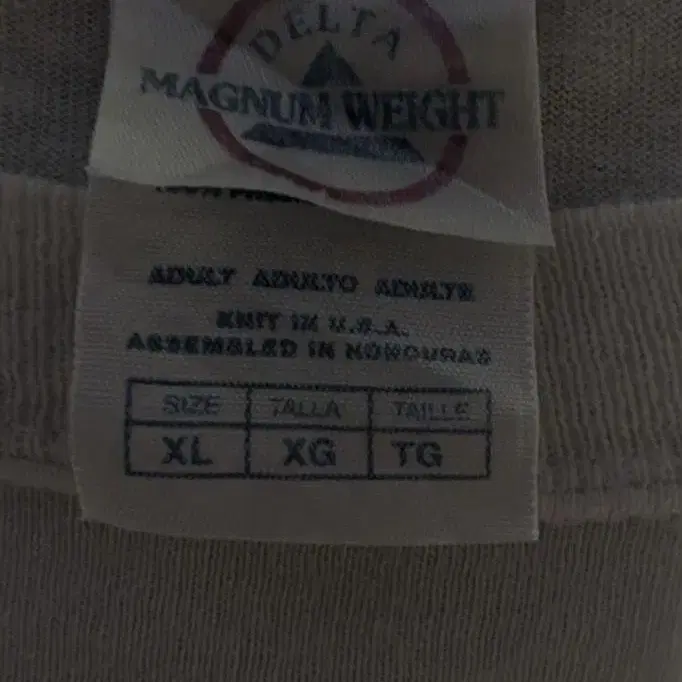 DELTA
MAGNUM WEIGHT
ADULT ADULTO ADULTE
KNIT IN U.S.A.
ASSEMBLED IN HONDURAS
SIZE TALLA TAILLE
XL XG TG